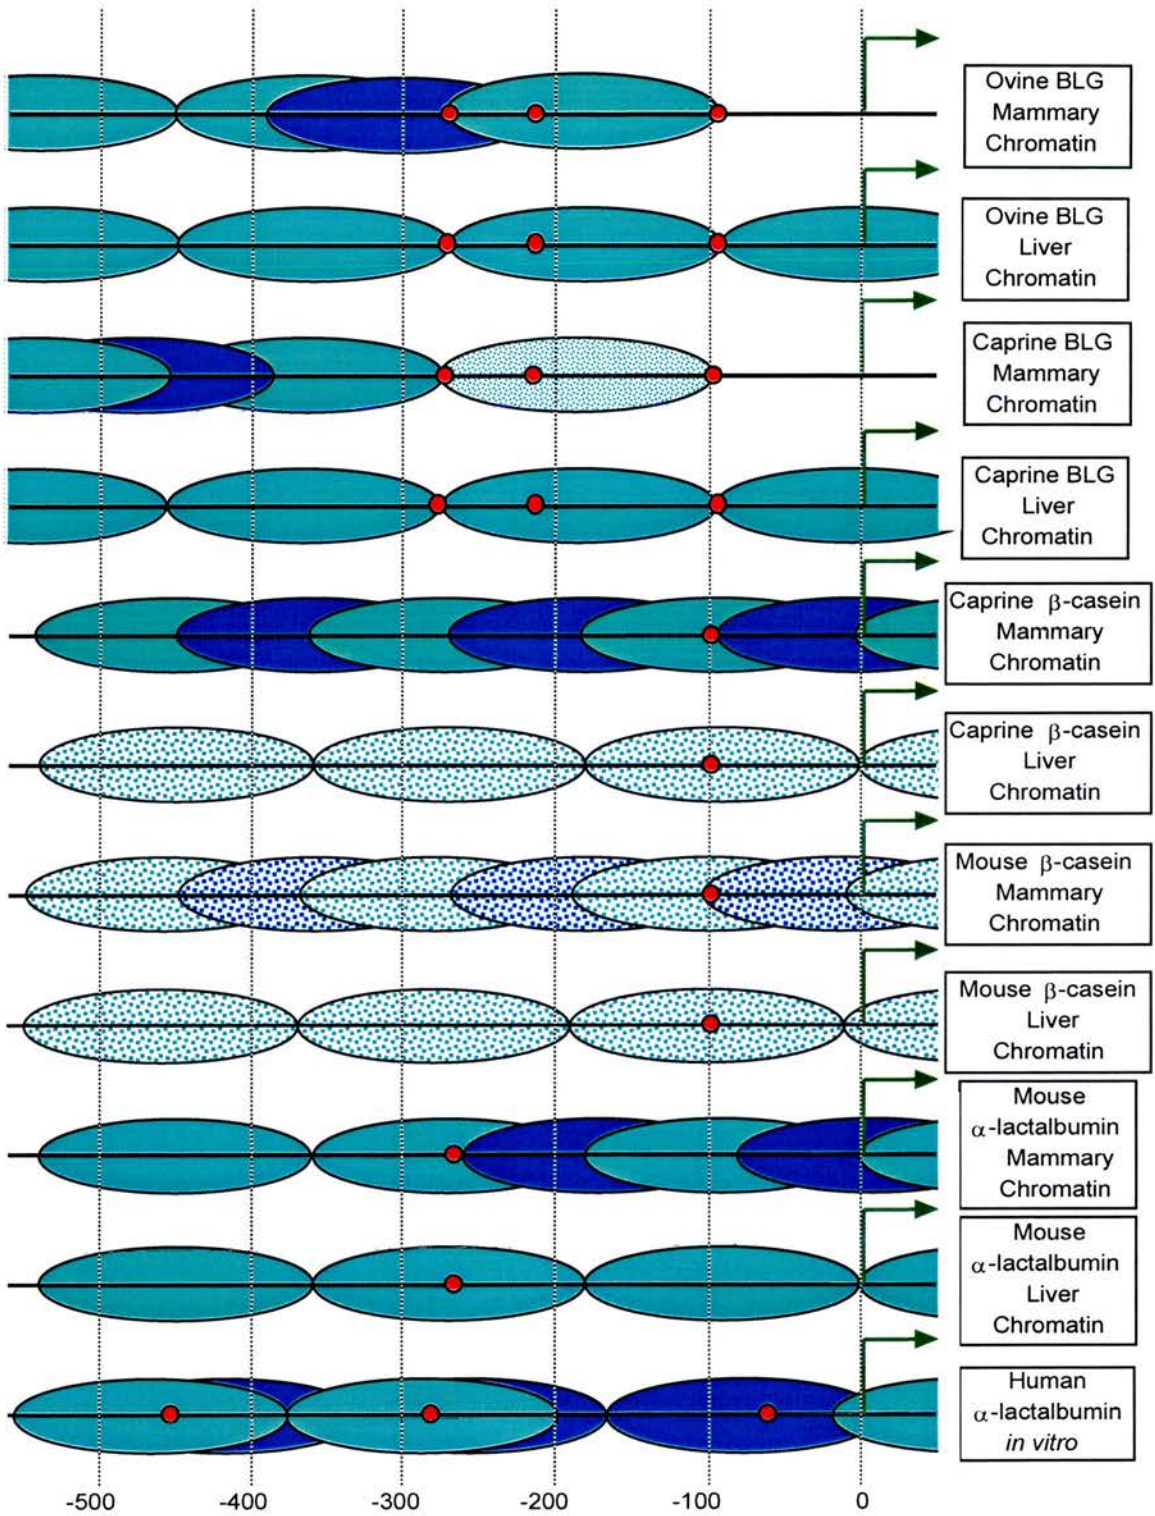 Ovine BLG
Mammary
Chromatin
Ovine BLG
Liver
Chromatin
Caprine BLG
Mammary
Chromatin
Caprine BLG
Liver
Chromatin
Caprine β-casein
Mammary
Chromatin
Caprine β-casein
Liver
Chromatin
Mouse β-casein
Mammary
Chromatin
Mouse β-casein
Liver
Chromatin
Mouse
α-lactalbumin
Mammary
Chromatin
Mouse
α-lactalbumin
Liver
Chromatin
Human
α-lactalbumin
in vitro
-500 -400 -300 -200 -100 0